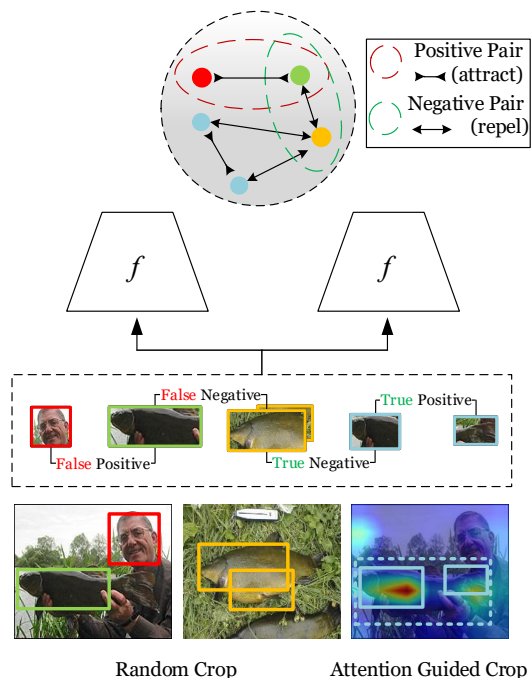 Positive Pair
(attract)
Negative Pair
(repel)
f
f
False Negative
True Positive
False Positive
True Negative
Random Crop
Attention Guided Crop